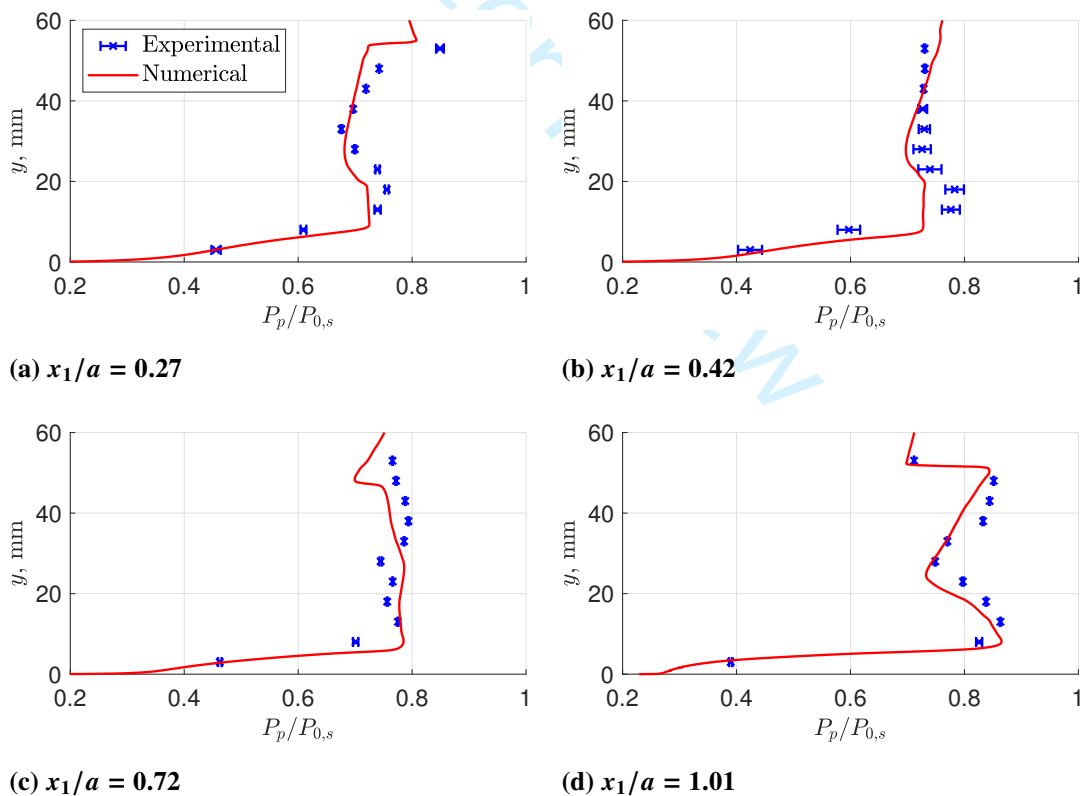 60
40
20
0
y, mm
Experimental
Numerical
0.2 0.4 0.6 0.8 1
P_p/P_{0,s}
(a) x_1/a = 0.27
60
40
20
0
y, mm
0.2 0.4 0.6 0.8 1
P_p/P_{0,s}
(b) x_1/a = 0.42
60
40
20
0
y, mm
0.2 0.4 0.6 0.8 1
P_p/P_{0,s}
(c) x_1/a = 0.72
60
40
20
0
y, mm
0.2 0.4 0.6 0.8 1
P_p/P_{0,s}
(d) x_1/a = 1.01